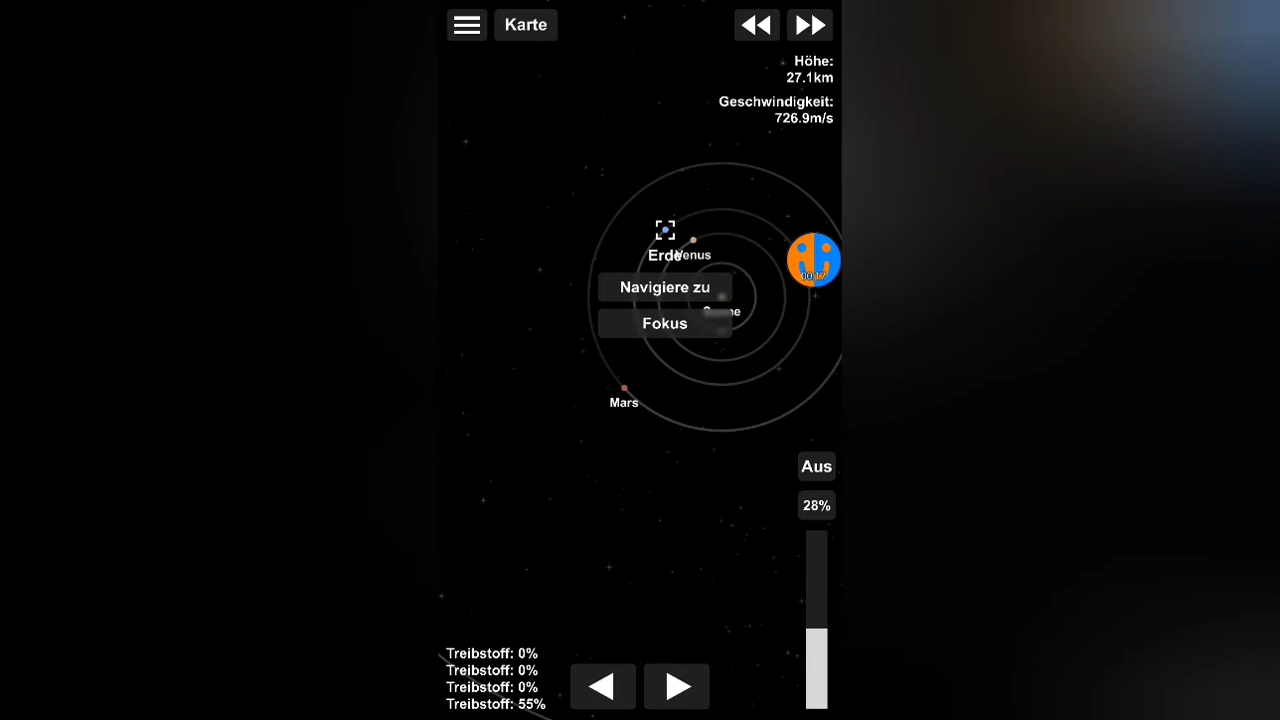 Karte
Höhe:
27.1km
Geschwindigkeit:
726.9m/s
Erde
Venus
Navigiere zu
Fokus
Mars
Aus
28%
Treibstoff: 0%
Treibstoff: 0%
Treibstoff: 0%
Treibstoff: 55%